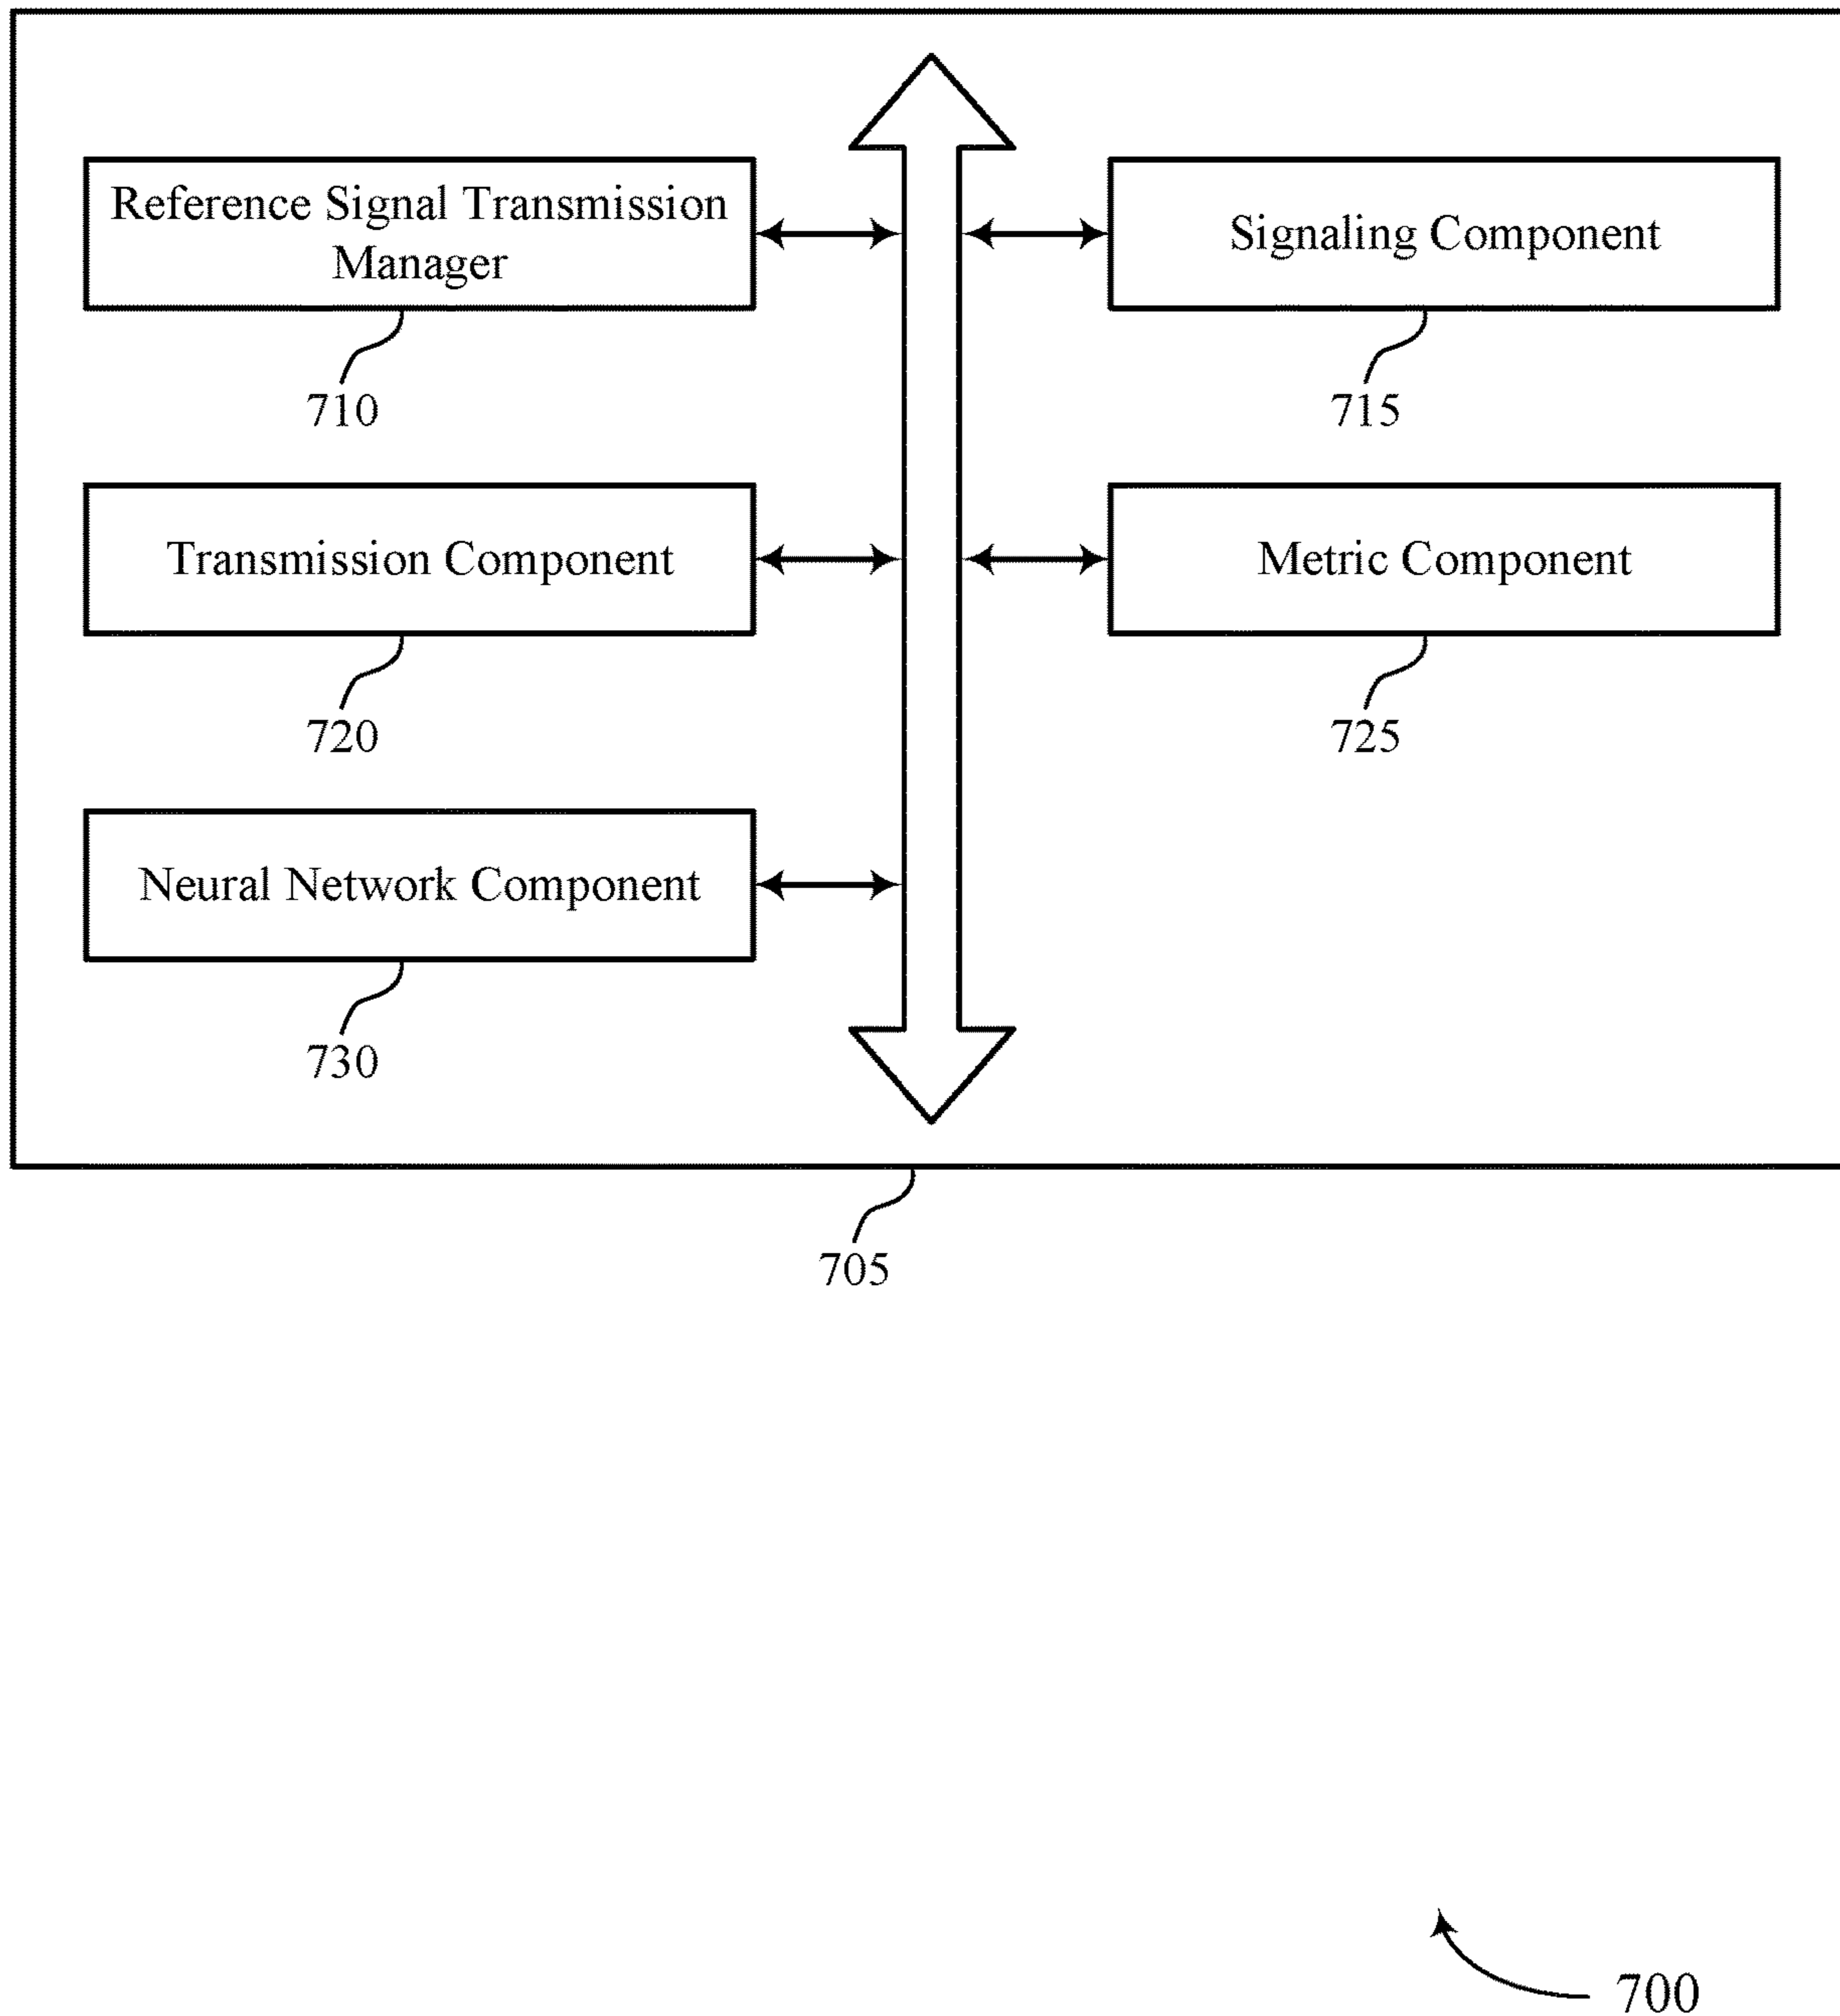 Reference Signal Transmission
Manager
710
Signaling Component
715
Transmission Component
720
Metric Component
725
Neural Network Component
730
705
700